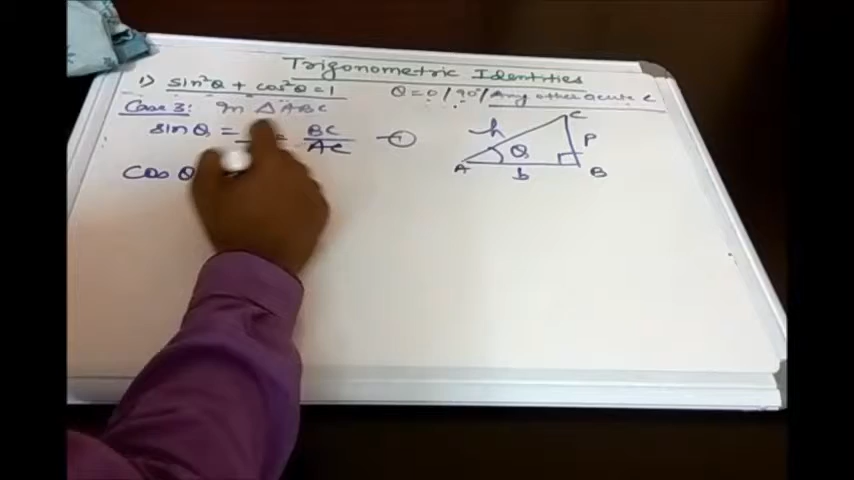 Trigonometric Identities
1) sin²θ + cos²θ = 1 θ = 0 / 90° / Any other acute ∠
Case 3: In △ABC
sin θ = = BC/AC — ①
Cos θ
C
h P
θ
A b B